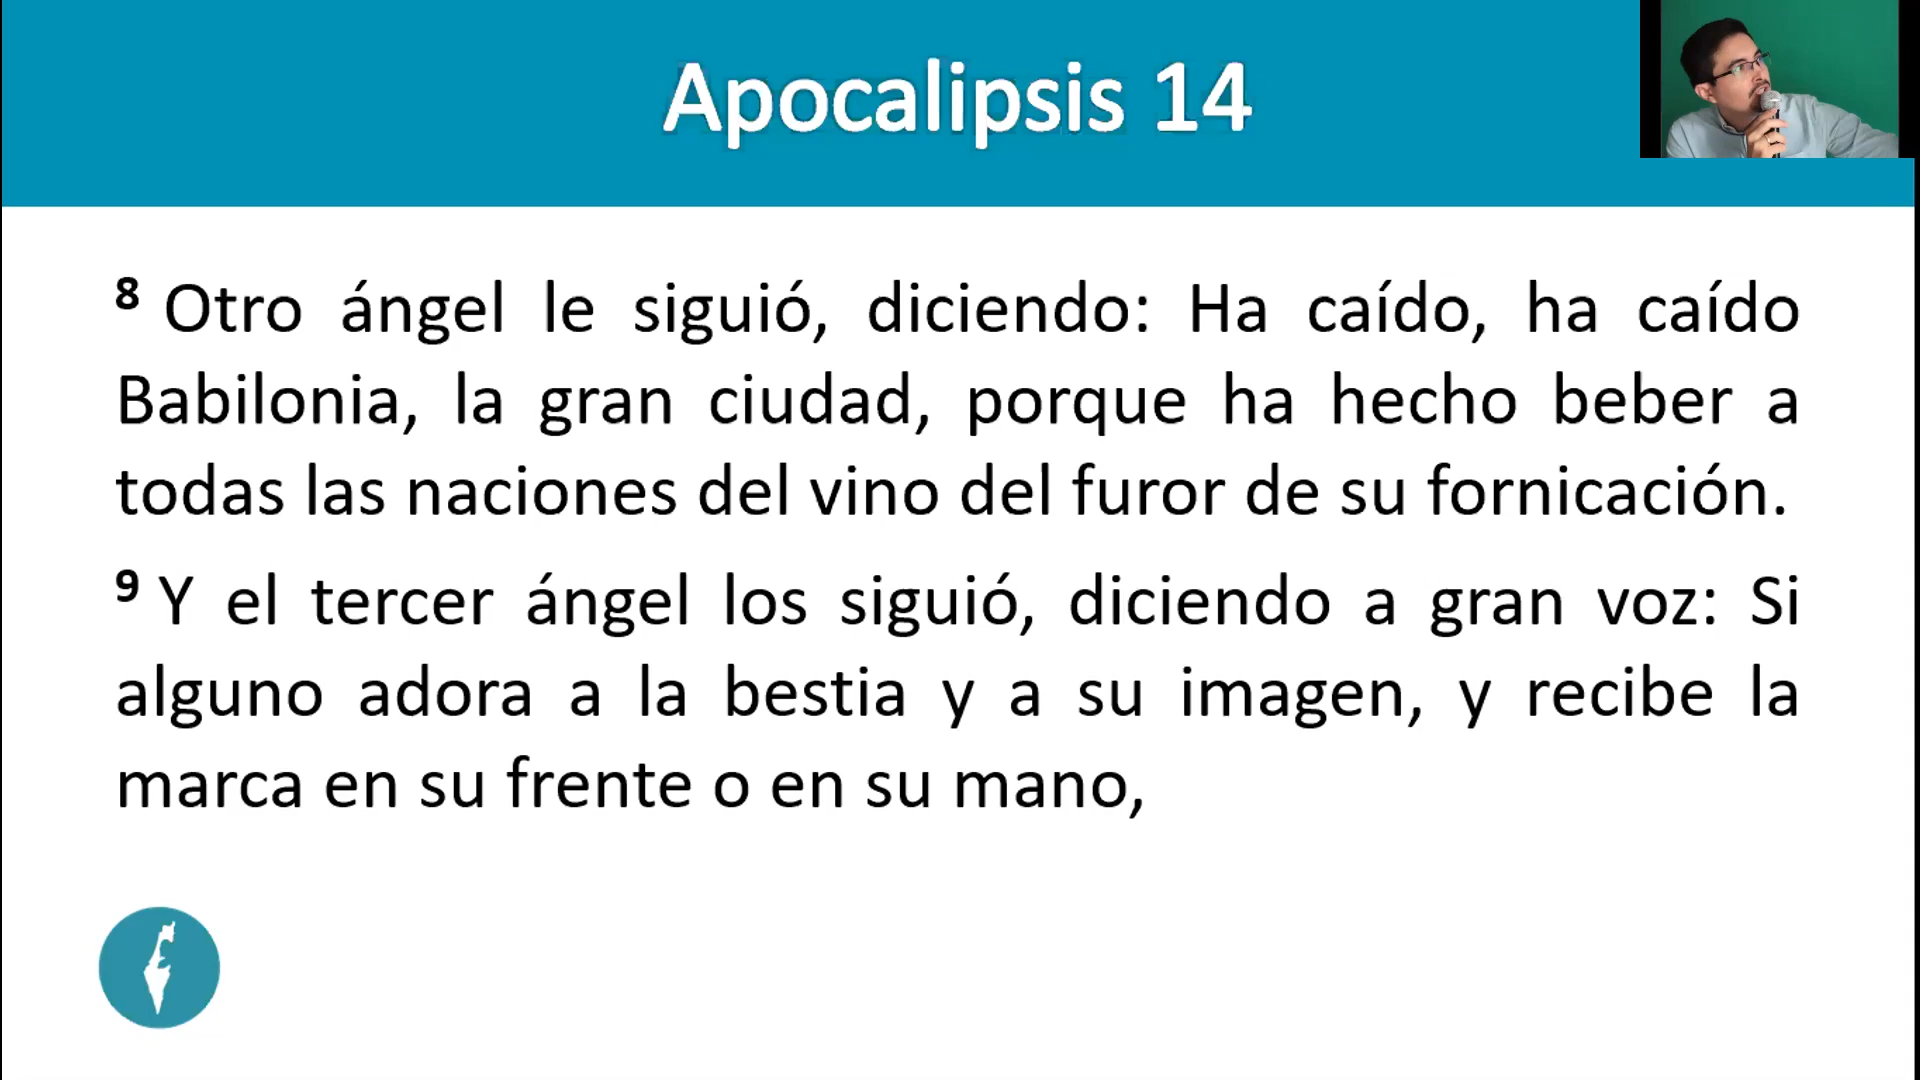 Apocalipsis 14
8 Otro ángel le siguió, diciendo: Ha caído, ha caído
Babilonia, la gran ciudad, porque ha hecho beber a
todas las naciones del vino del furor de su fornicación.
9 Y el tercer ángel los siguió, diciendo a gran voz: Si
alguno adora a la bestia y a su imagen, y recibe la
marca en su frente o en su mano,